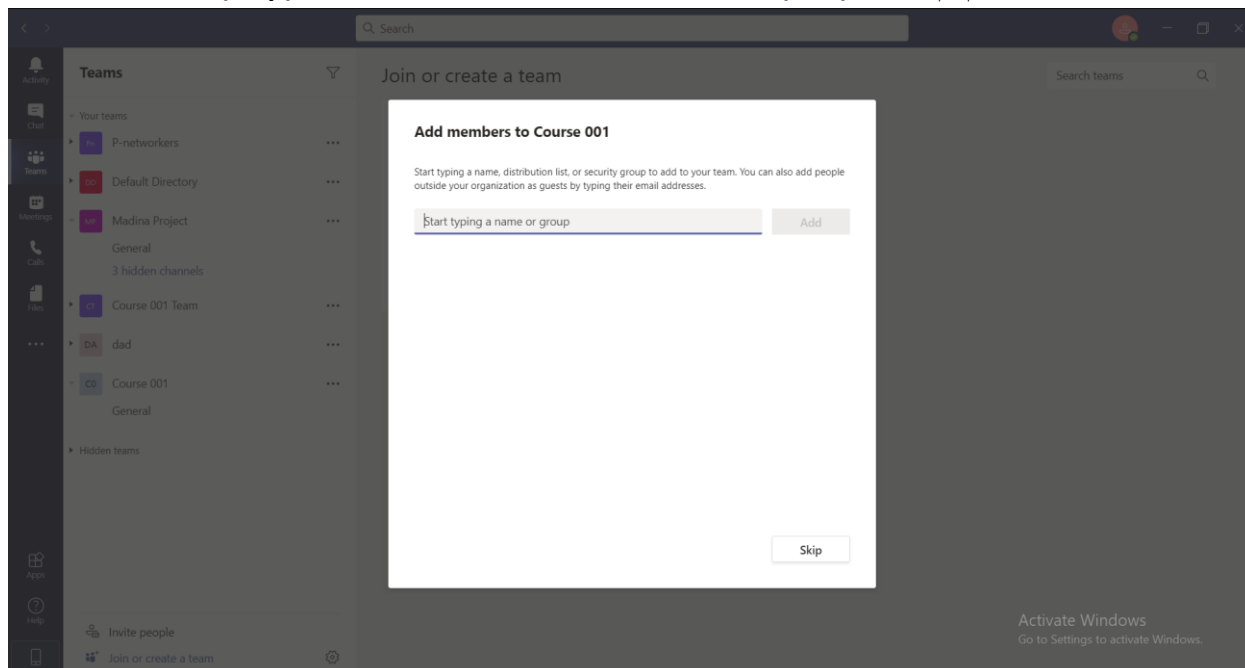 Search
Activity
Chat
Teams
Meetings
Calls
Files
Apps
Help
Teams
Your teams
Pn P-networkers
DD Default Directory
MP Madina Project
General
3 hidden channels
CT Course 001 Team
DA dad
CO Course 001
General
Hidden teams
Invite people
Join or create a team
Join or create a team
Search teams
Add members to Course 001
Start typing a name, distribution list, or security group to add to your team. You can also add people
outside your organization as guests by typing their email addresses.
Start typing a name or group
Add
Skip
Activate Windows
Go to Settings to activate Windows.